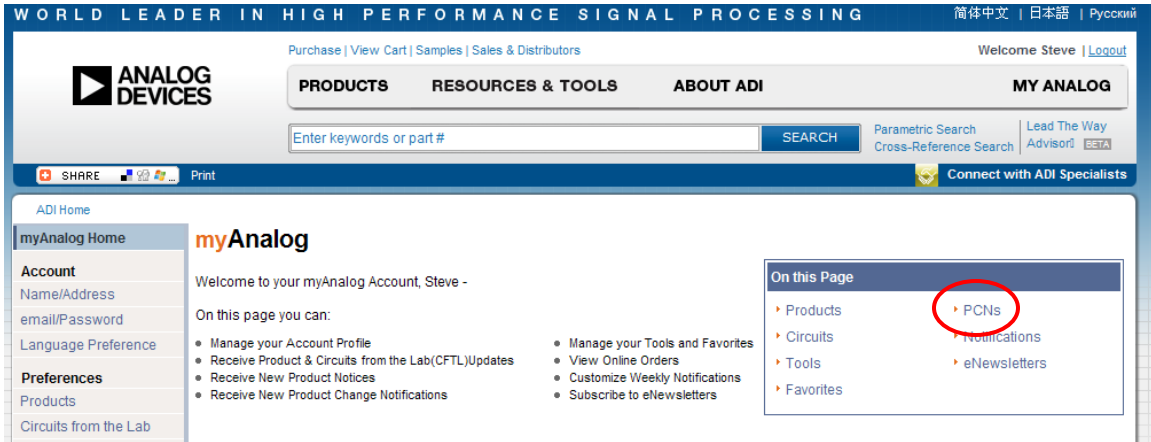 WORLD LEADER IN HIGH PERFORMANCE SIGNAL PROCESSING
简体中文 | 日本語 | Русский
Purchase | View Cart | Samples | Sales & Distributors
Welcome Steve | Logout
ANALOG
DEVICES
PRODUCTS RESOURCES & TOOLS ABOUT ADI MY ANALOG
Enter keywords or part #
SEARCH
Parametric Search
Cross-Reference Search
Lead The Way
Advisor BETA
SHARE
Print
Connect with ADI Specialists
ADI Home
myAnalog Home
Account
Name/Address
email/Password
Language Preference
Preferences
Products
Circuits from the Lab
myAnalog
Welcome to your myAnalog Account, Steve -
On this page you can:
Manage your Account Profile
Receive Product & Circuits from the Lab(CFTL)Updates
Receive New Product Notices
Receive New Product Change Notifications
Manage your Tools and Favorites
View Online Orders
Customize Weekly Notifications
Subscribe to eNewsletters
On this Page
Products
Circuits
Tools
Favorites
PCNs
Notifications
eNewsletters